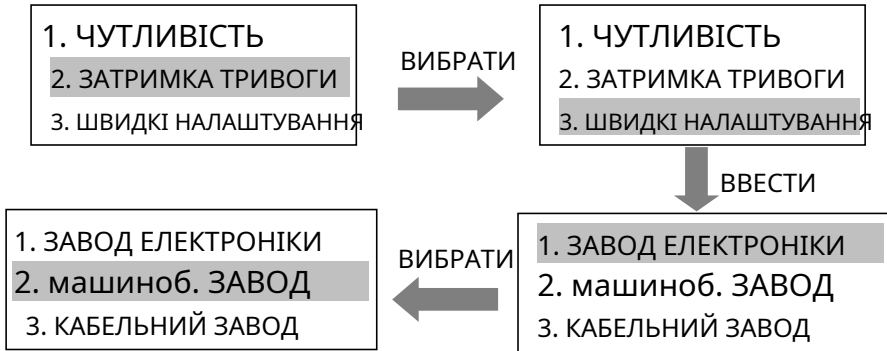 1. ЧУТЛИВІСТЬ
2. ЗАТРИМКА ТРИВОГИ
3. ШВИДКІ НАЛАШТУВАННЯ
ВИБРАТИ
1. ЧУТЛИВІСТЬ
2. ЗАТРИМКА ТРИВОГИ
3. ШВИДКІ НАЛАШТУВАННЯ
ВВЕСТИ
1. ЗАВОД ЕЛЕКТРОНІКИ
2. машиноб. ЗАВОД
3. КАБЕЛЬНИЙ ЗАВОД
ВИБРАТИ
1. ЗАВОД ЕЛЕКТРОНІКИ
2. машиноб. ЗАВОД
3. КАБЕЛЬНИЙ ЗАВОД